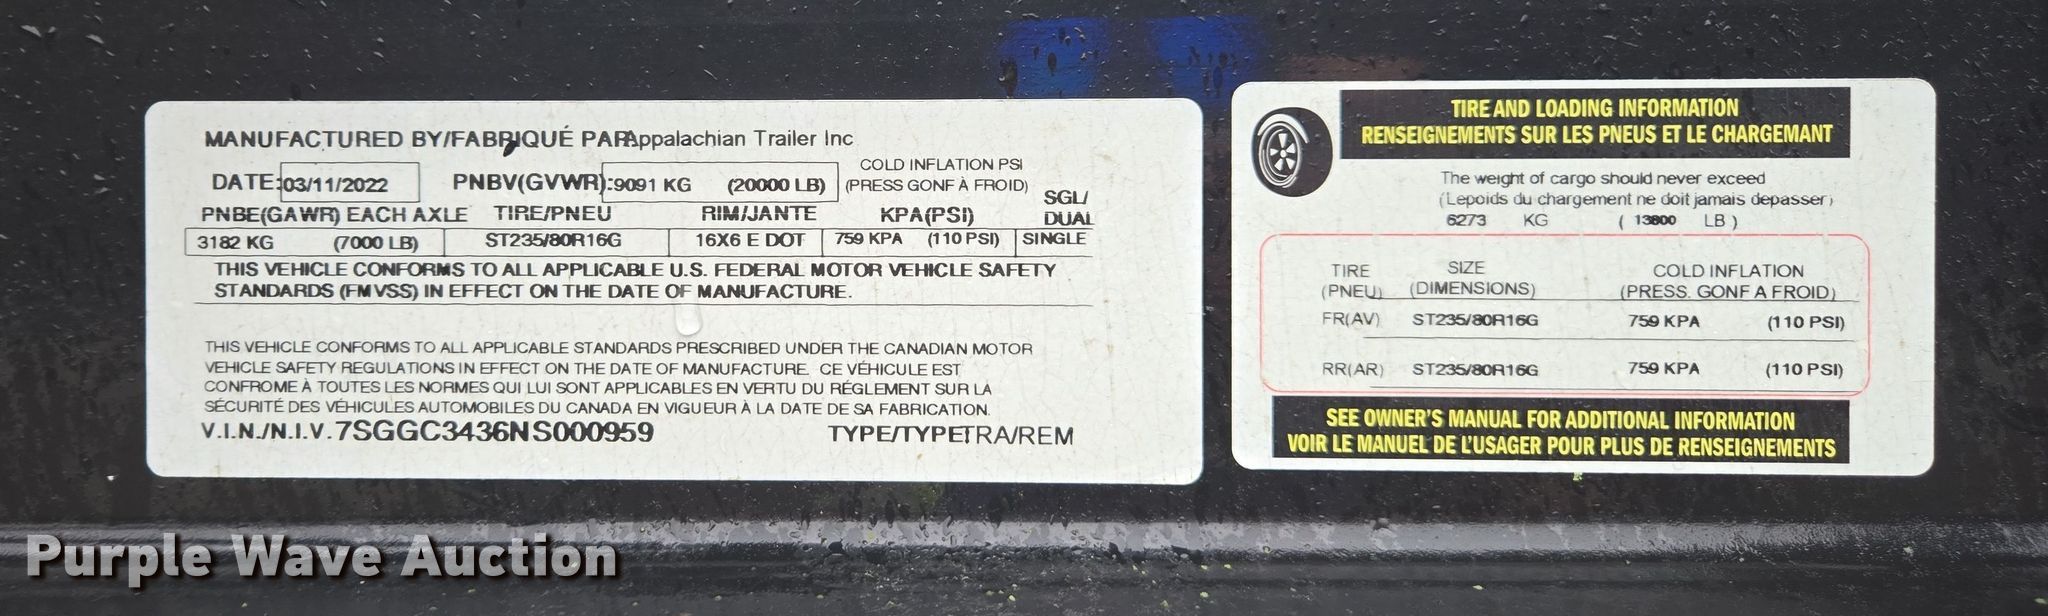 MANUFACTURED BY/FABRIQUÉ PAR Appalachian Trailer Inc
COLD INFLATION PSI
DATE: 03/11/2022 PNBV(GVWR): 9091 KG (20000 LB) (PRESS GONF À FROID)
SGL/
PNBE(GAWR) EACH AXLE TIRE/PNEU RIM/JANTE KPA(PSI) DUAL
3182 KG (7000 LB) ST235/80R16G 16X6 E DOT 759 KPA (110 PSI) SINGLE
THIS VEHICLE CONFORMS TO ALL APPLICABLE U.S. FEDERAL MOTOR VEHICLE SAFETY
STANDARDS (FMVSS) IN EFFECT ON THE DATE OF MANUFACTURE.
THIS VEHICLE CONFORMS TO ALL APPLICABLE STANDARDS PRESCRIBED UNDER THE CANADIAN MOTOR
VEHICLE SAFETY REGULATIONS IN EFFECT ON THE DATE OF MANUFACTURE. CE VÉHICULE EST
CONFROME À TOUTES LES NORMES QUI LUI SONT APPLICABLES EN VERTU DU RÉGLEMENT SUR LA
SÉCURITÉ DES VÉHICULES AUTOMOBILES DU CANADA EN VIGUEUR À LA DATE DE SA FABRICATION.
V.I.N./N.I.V. 7SGGC3436NS000959 TYPE/TYPE TRA/REM
TIRE AND LOADING INFORMATION
RENSEIGNEMENTS SUR LES PNEUS ET LE CHARGEMANT
The weight of cargo should never exceed
(Lepoids du chargement ne doit jamais depasser)
6273 KG ( 13800 LB )
TIRE SIZE COLD INFLATION
(PNEU) (DIMENSIONS) (PRESS. GONF A FROID)
FR(AV) ST235/80R16G 759 KPA (110 PSI)
RR(AR) ST235/80R16G 759 KPA (110 PSI)
SEE OWNER'S MANUAL FOR ADDITIONAL INFORMATION
VOIR LE MANUEL DE L'USAGER POUR PLUS DE RENSEIGNEMENTS
Purple Wave Auction